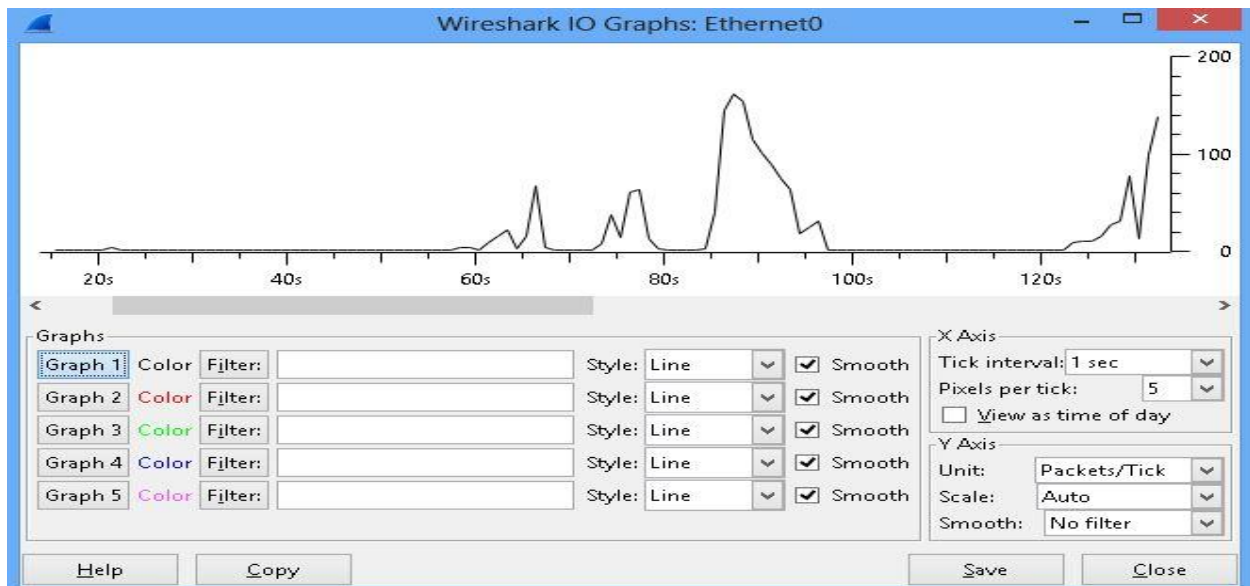 Wireshark IO Graphs: Ethernet0
200
100
0
20s 40s 60s 80s 100s 120s
Graphs
Graph 1 Color Filter: Style: Line Smooth
Graph 2 Color Filter: Style: Line Smooth
Graph 3 Color Filter: Style: Line Smooth
Graph 4 Color Filter: Style: Line Smooth
Graph 5 Color Filter: Style: Line Smooth
X Axis
Tick interval: 1 sec
Pixels per tick: 5
View as time of day
Y Axis
Unit: Packets/Tick
Scale: Auto
Smooth: No filter
Help Copy Save Close